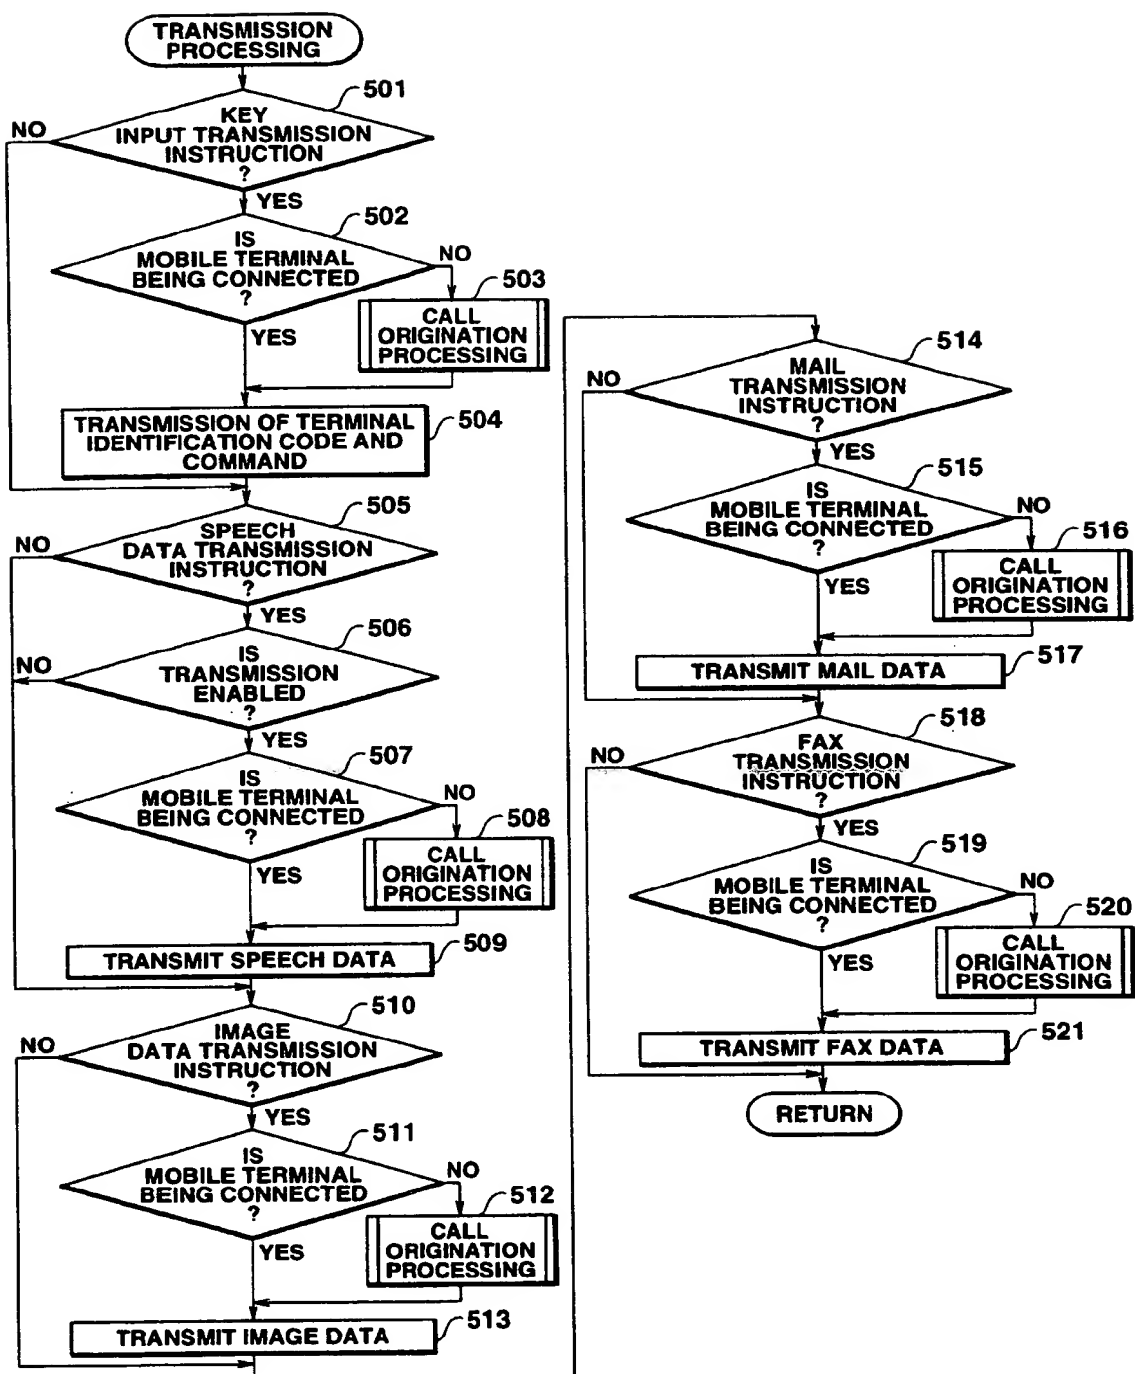 TRANSMISSION
PROCESSING
501
KEY
INPUT TRANSMISSION
INSTRUCTION
?
NO
YES
502
IS
MOBILE TERMINAL
BEING CONNECTED
?
NO
YES
503
CALL
ORIGINATION
PROCESSING
TRANSMISSION OF TERMINAL
IDENTIFICATION CODE AND
COMMAND
504
505
SPEECH
DATA TRANSMISSION
INSTRUCTION
?
NO
YES
506
IS
TRANSMISSION
ENABLED
?
NO
YES
507
IS
MOBILE TERMINAL
BEING CONNECTED
?
NO
YES
508
CALL
ORIGINATION
PROCESSING
TRANSMIT SPEECH DATA
509
510
IMAGE
DATA TRANSMISSION
INSTRUCTION
?
NO
YES
511
IS
MOBILE TERMINAL
BEING CONNECTED
?
NO
YES
512
CALL
ORIGINATION
PROCESSING
TRANSMIT IMAGE DATA
513
514
MAIL
TRANSMISSION
INSTRUCTION
?
NO
YES
515
IS
MOBILE TERMINAL
BEING CONNECTED
?
NO
YES
516
CALL
ORIGINATION
PROCESSING
TRANSMIT MAIL DATA
517
518
FAX
TRANSMISSION
INSTRUCTION
?
NO
YES
519
IS
MOBILE TERMINAL
BEING CONNECTED
?
NO
YES
520
CALL
ORIGINATION
PROCESSING
TRANSMIT FAX DATA
521
RETURN